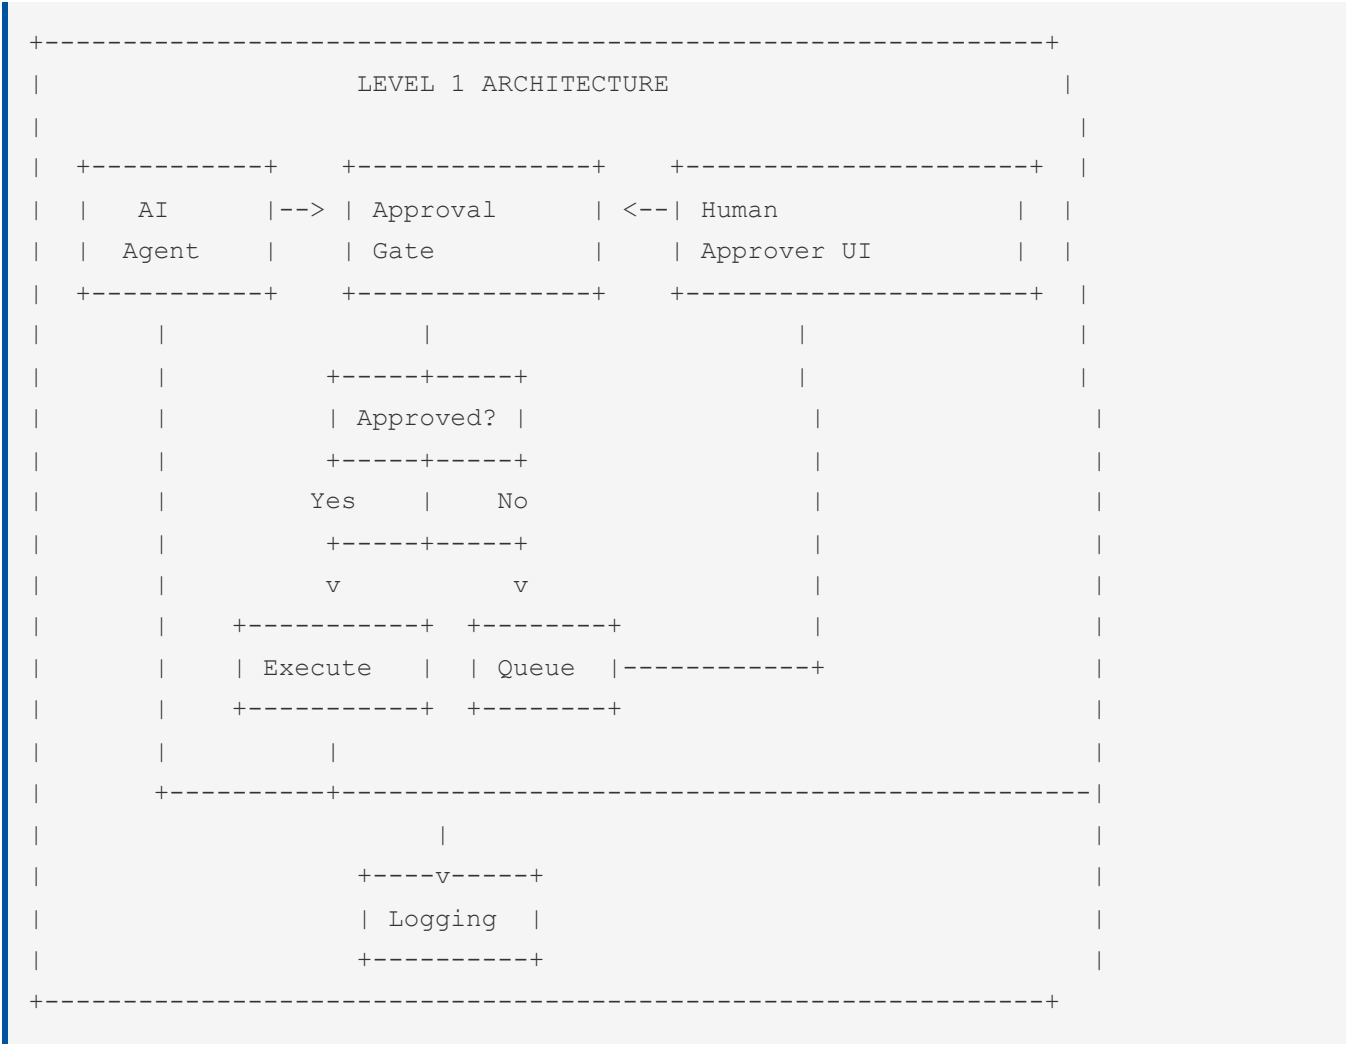 +----------------------------------------------------------------+
|                    LEVEL 1 ARCHITECTURE                         |
|                                                                  |
|  +-----------+    +---------------+    +----------------------+  |
|  |   AI      |--> | Approval      | <--| Human               |  |
|  |  Agent    |    | Gate          |    | Approver UI         |  |
|  +-----------+    +---------------+    +----------------------+  |
|       |                |                       |                 |
|       |          +-----+-----+                 |                 |
|       |          | Approved? |                  |                 |
|       |          +-----+-----+                  |                 |
|       |         Yes    |    No                  |                 |
|       |          +-----+-----+                  |                 |
|       |          v           v                  |                 |
|       |    +-----------+  +--------+            |                 |
|       |    | Execute   |  | Queue  |------------+                 |
|       |    +-----------+  +--------+                              |
|       |          |                                                |
|       +----------+------------------------------------------------|
|                         |                                         |
|                    +----v-----+                                   |
|                    | Logging  |                                   |
|                    +----------+                                   |
+----------------------------------------------------------------+